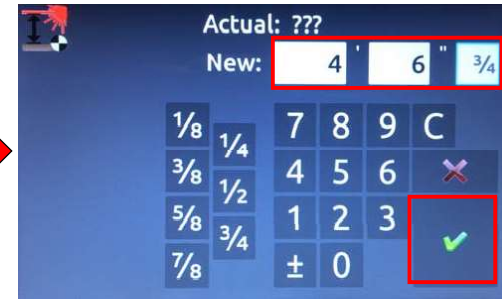 Actual: ???
New: 4 ' 6 " ¾
⅛ ¼ 7 8 9 C
⅜ ½ 4 5 6
⅝ ¾ 1 2 3
⅞ ± 0